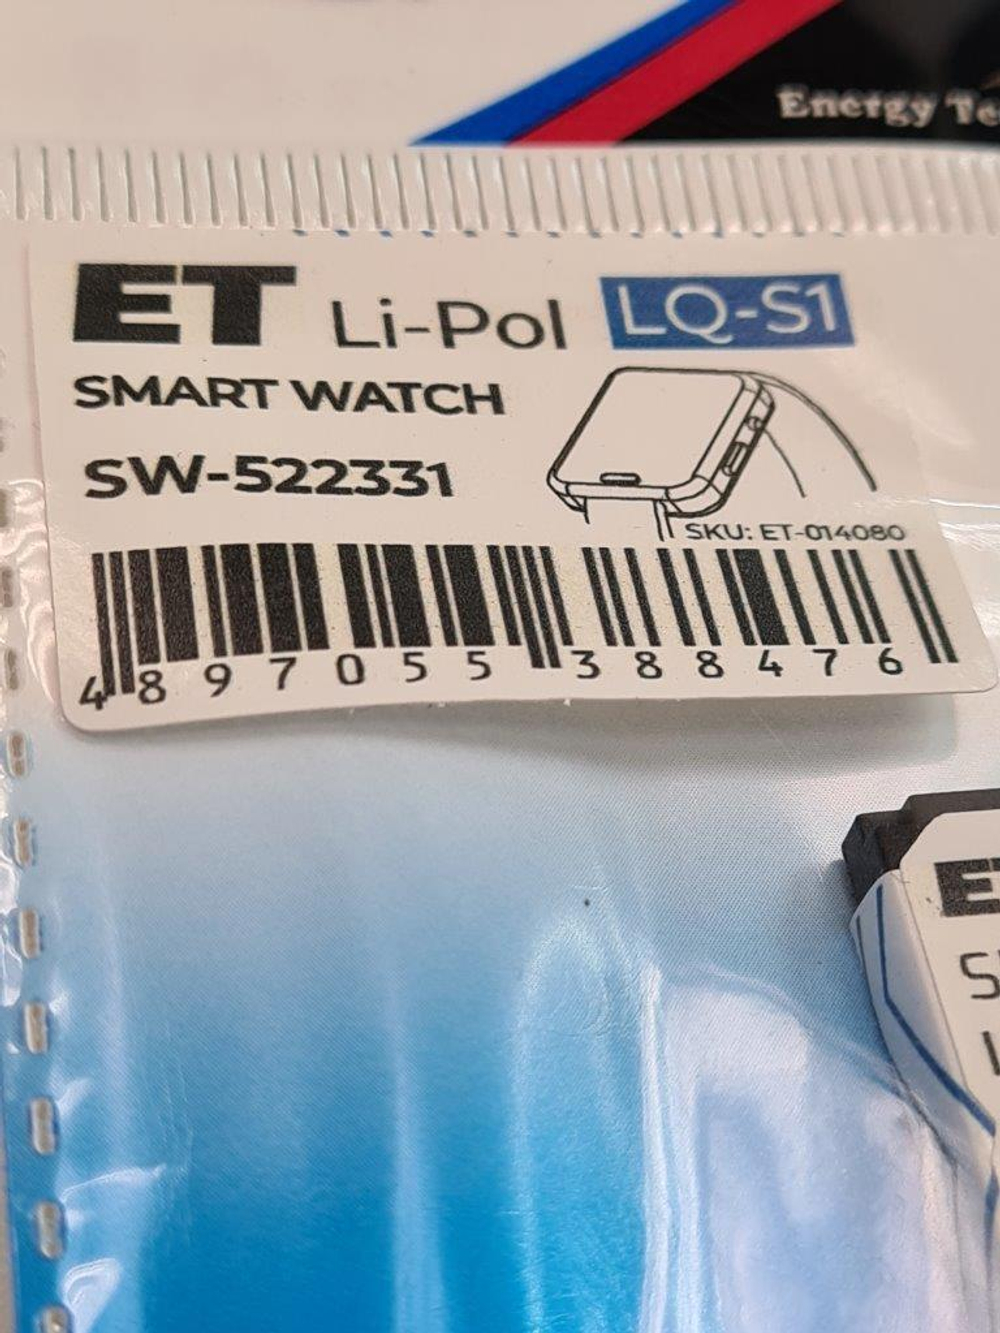 Energy Te
ET Li-Pol LQ-S1
SMART WATCH
SW-522331
SKU: ET-014080
4 897055 388476
E
S